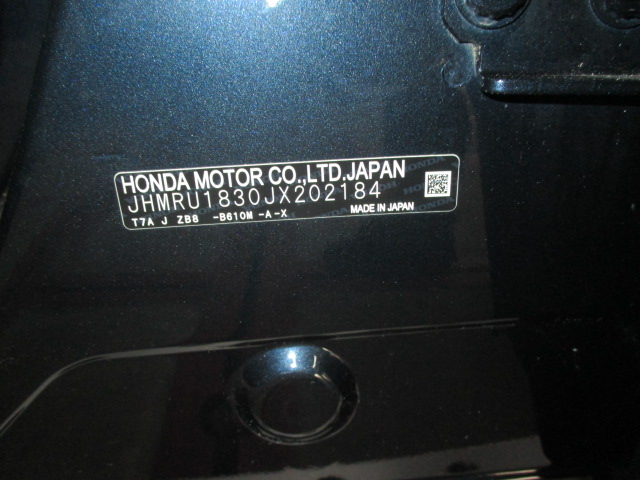 HONDA MOTOR CO.,LTD.JAPAN
JHMRU1830JX202184
T7A J ZB8 -B610M -A-X
MADE IN JAPAN